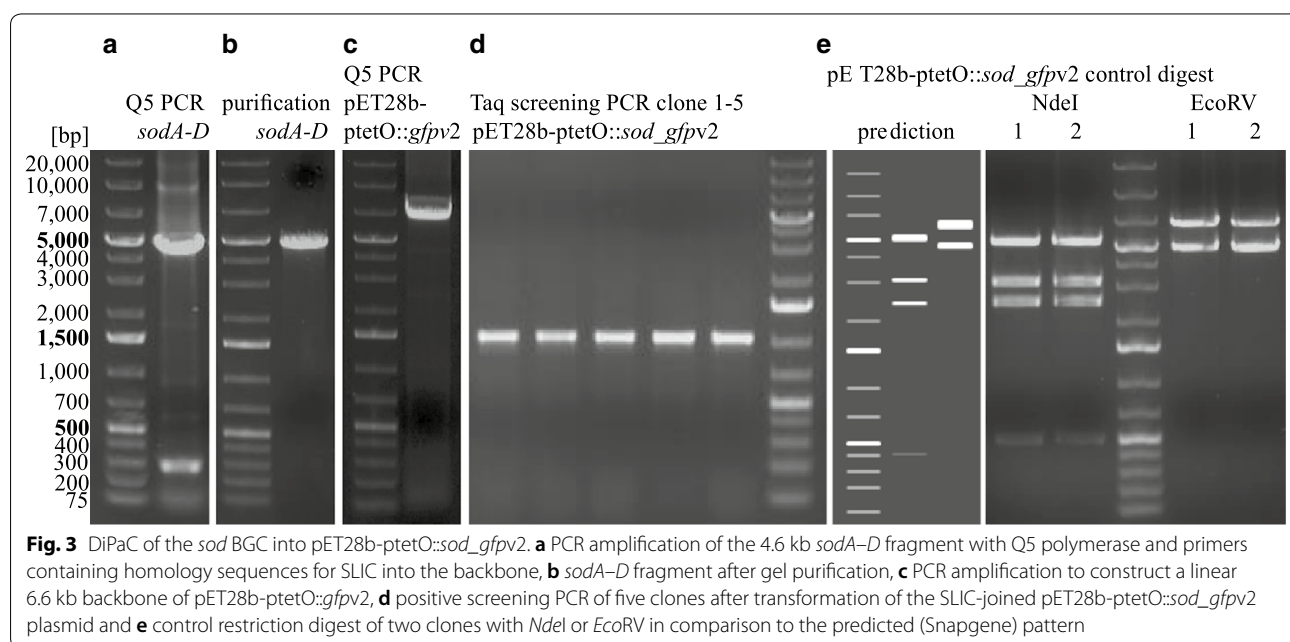 a
b
c
d
e
Q5 PCR
sodA-D
purification
sodA-D
Q5 PCR
pET28b-
ptetO::gfpv2
Taq screening PCR clone 1-5
pET28b-ptetO::sod_gfpv2
pE T28b-ptetO::sod_gfpv2 control digest
NdeI
EcoRV
prediction
1
2
1
2
[bp]
20,000
10,000
7,000
5,000
4,000
3,000
2,000
1,500
1,000
700
500
400
300
200
75
Fig. 3 DiPaC of the sod BGC into pET28b-ptetO::sod_gfpv2. a PCR amplification of the 4.6 kb sodA–D fragment with Q5 polymerase and primers
containing homology sequences for SLIC into the backbone, b sodA–D fragment after gel purification, c PCR amplification to construct a linear
6.6 kb backbone of pET28b-ptetO::gfpv2, d positive screening PCR of five clones after transformation of the SLIC-joined pET28b-ptetO::sod_gfpv2
plasmid and e control restriction digest of two clones with NdeI or EcoRV in comparison to the predicted (Snapgene) pattern